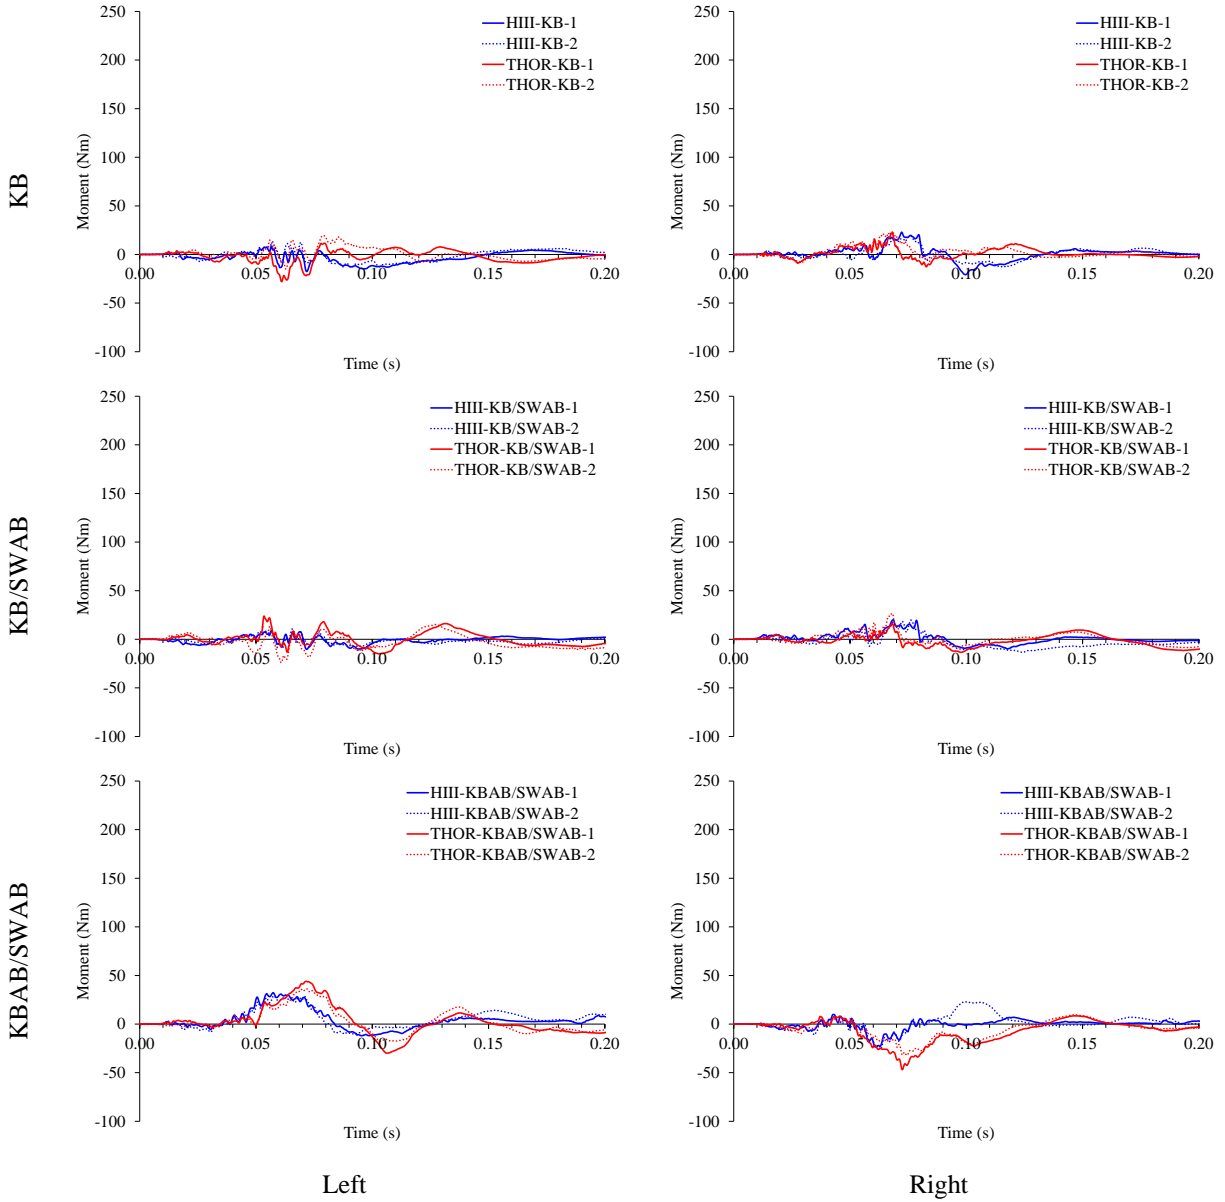 KB
Moment (Nm)
250
200
150
100
50
0
-50
-100
0.00
0.05
0.10
0.15
0.20
Time (s)
HIII-KB-1
HIII-KB-2
THOR-KB-1
THOR-KB-2
Moment (Nm)
250
200
150
100
50
0
-50
-100
0.00
0.05
0.10
0.15
0.20
Time (s)
HIII-KB-1
HIII-KB-2
THOR-KB-1
THOR-KB-2
KB/SWAB
Moment (Nm)
250
200
150
100
50
0
-50
-100
0.00
0.05
0.10
0.15
0.20
Time (s)
HIII-KB/SWAB-1
HIII-KB/SWAB-2
THOR-KB/SWAB-1
THOR-KB/SWAB-2
Moment (Nm)
250
200
150
100
50
0
-50
-100
0.00
0.05
0.10
0.15
0.20
Time (s)
HIII-KB/SWAB-1
HIII-KB/SWAB-2
THOR-KB/SWAB-1
THOR-KB/SWAB-2
KBAB/SWAB
Moment (Nm)
250
200
150
100
50
0
-50
-100
0.00
0.05
0.10
0.15
0.20
Time (s)
HIII-KBAB/SWAB-1
HIII-KBAB/SWAB-2
THOR-KBAB/SWAB-1
THOR-KBAB/SWAB-2
Moment (Nm)
250
200
150
100
50
0
-50
-100
0.00
0.05
0.10
0.15
0.20
Time (s)
HIII-KBAB/SWAB-1
HIII-KBAB/SWAB-2
THOR-KBAB/SWAB-1
THOR-KBAB/SWAB-2
Left
Right